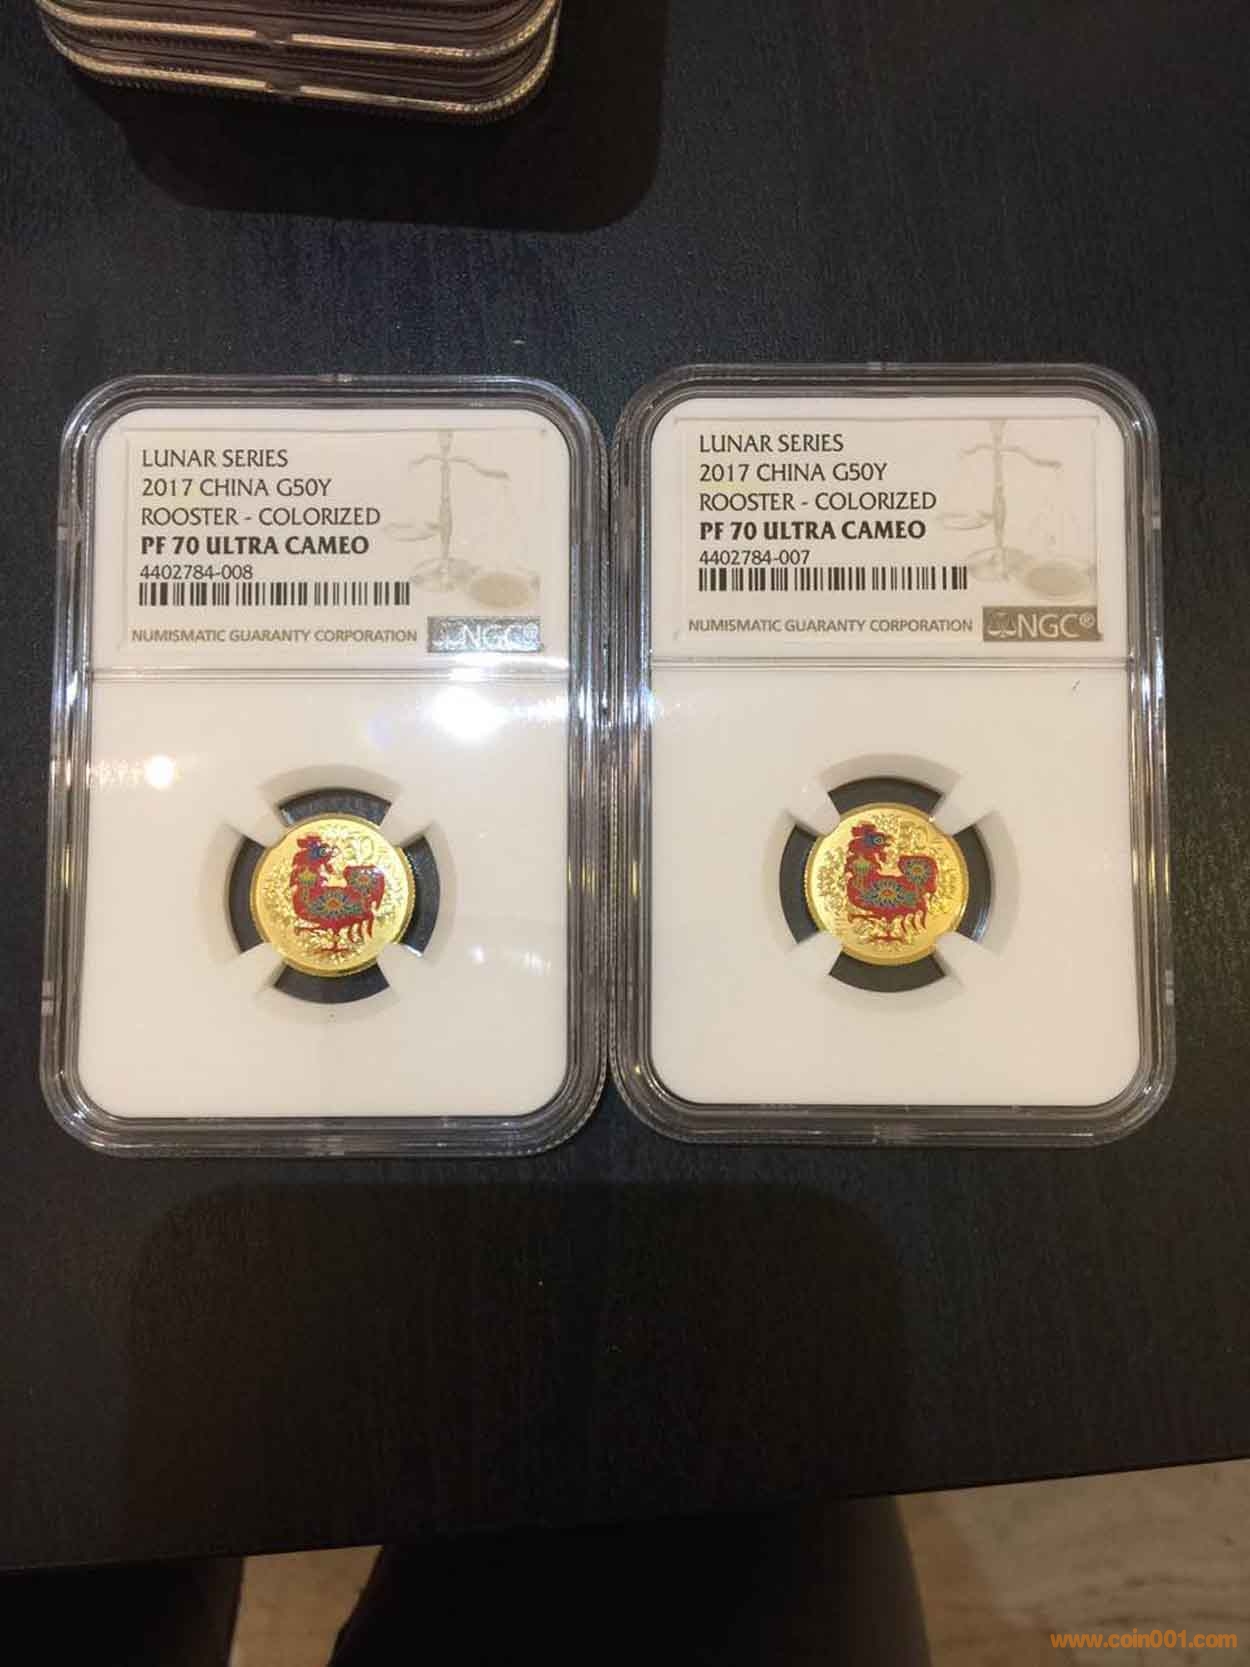 LUNAR SERIES
2017 CHINA G50Y
ROOSTER - COLORIZED
PF 70 ULTRA CAMEO
4402784-008
NUMISMATIC GUARANTY CORPORATION
NGC®
LUNAR SERIES
2017 CHINA G50Y
ROOSTER - COLORIZED
PF 70 ULTRA CAMEO
4402784-007
NUMISMATIC GUARANTY CORPORATION
NGC®
www.coin001.com